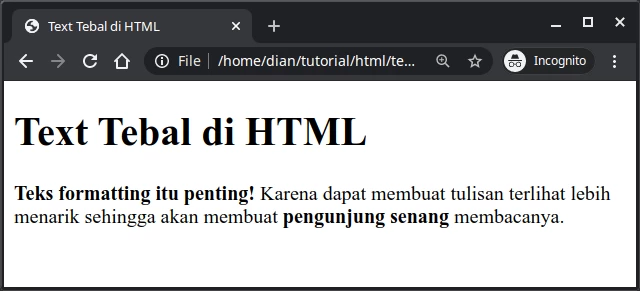 Text Tebal di HTML
File
/home/dian/tutorial/html/te...
Incognito
Text Tebal di HTML
Teks formatting itu penting! Karena dapat membuat tulisan terlihat lebih
menarik sehingga akan membuat pengunjung senang membacanya.